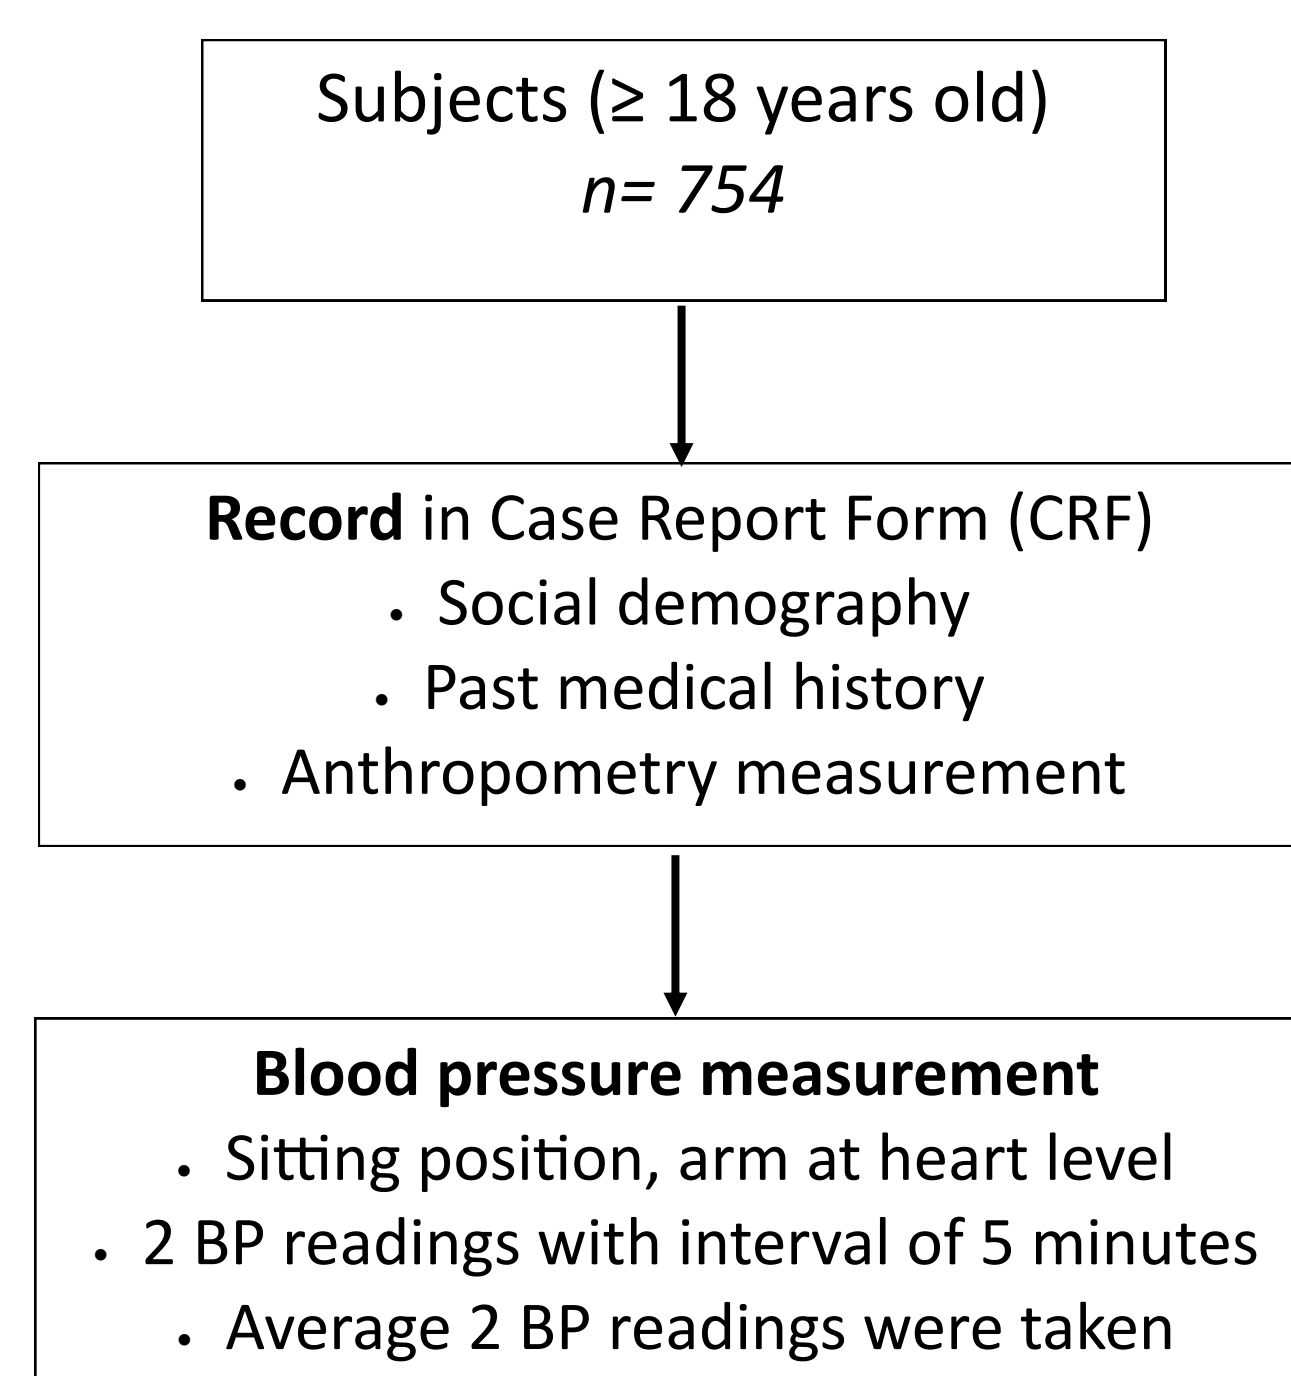 Subjects (≥ 18 years old)
n= 754
Record in Case Report Form (CRF)
• Social demography
• Past medical history
• Anthropometry measurement
Blood pressure measurement
• Sitting position, arm at heart level
• 2 BP readings with interval of 5 minutes
• Average 2 BP readings were taken